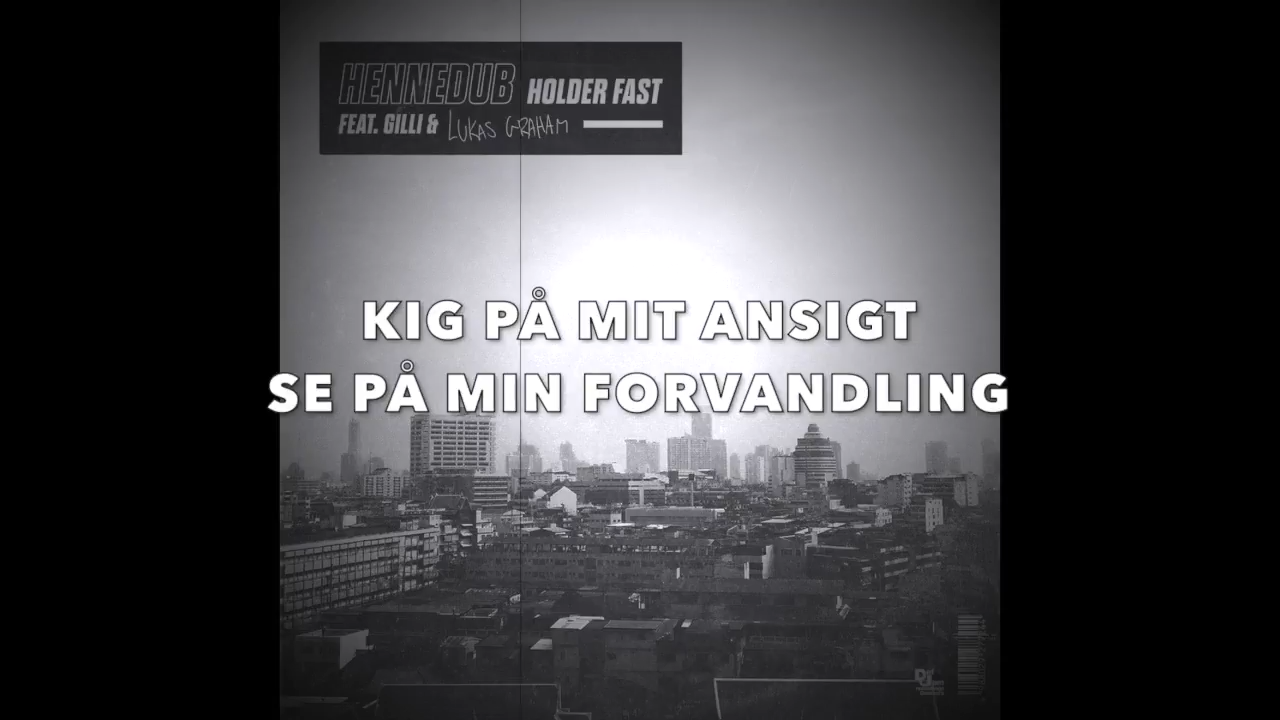 HENNEDUB HOLDER FAST
FEAT. GILLI & LUKAS GRAHAM
KIG PÅ MIT ANSIGT
SE PÅ MIN FORVANDLING